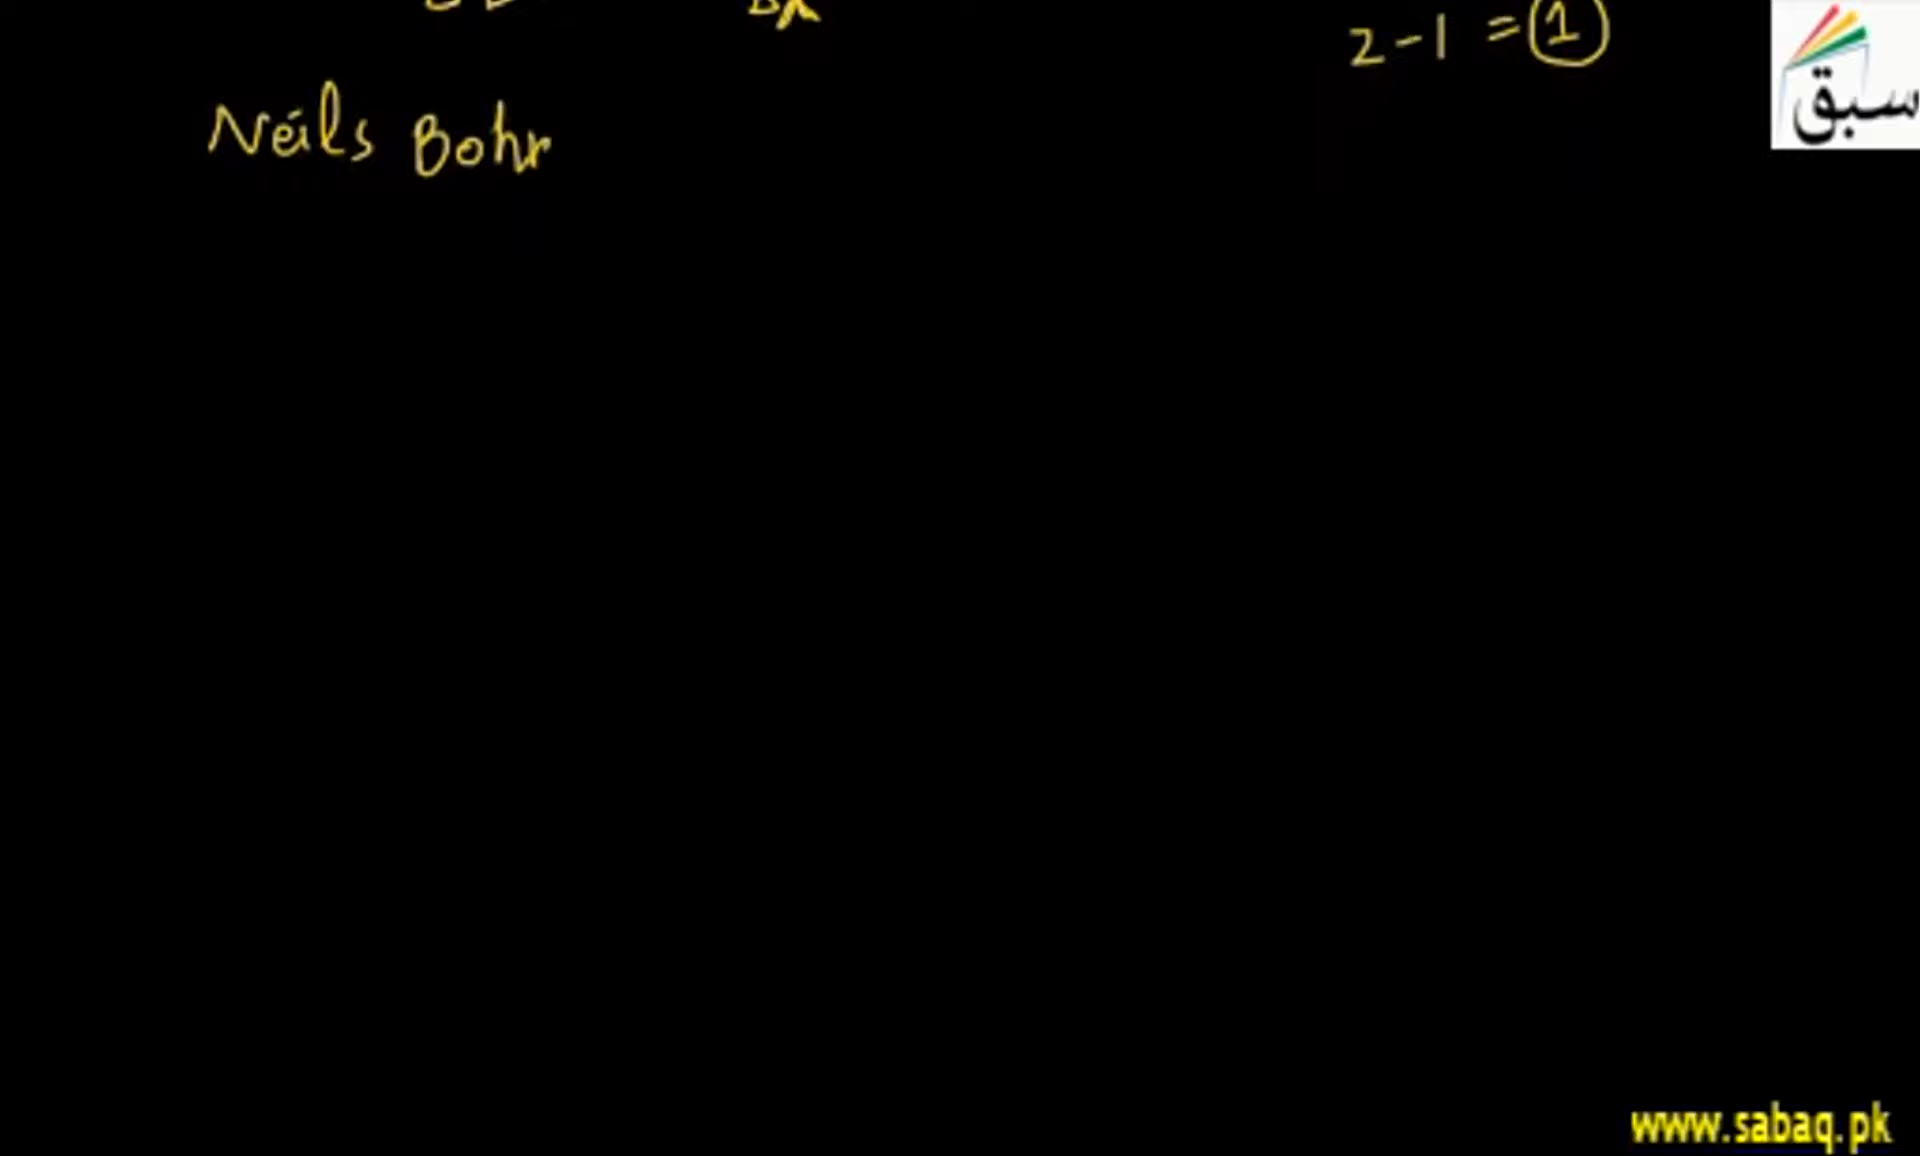 2-1 = 1
سبق
Neils Bohr
www.sabaq.pk